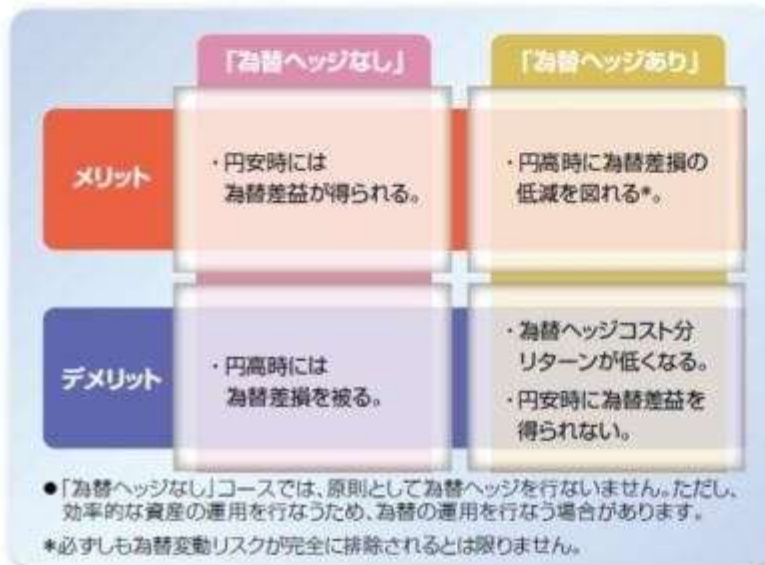 「為替ヘッジなし」
「為替ヘッジあり」
メリット
・円安時には
為替差益が得られる。
・円高時に為替差損の
低減を図れる*。
デメリット
・円高時には
為替差損を被る。
・為替ヘッジコスト分
リターンが低くなる。
・円安時に為替差益を
得られない。
●「為替ヘッジなし」コースでは、原則として為替ヘッジを行ないません。ただし、
効率的な資産の運用を行なうため、為替の運用を行なう場合があります。
*必ずしも為替変動リスクが完全に排除されるとは限りません。